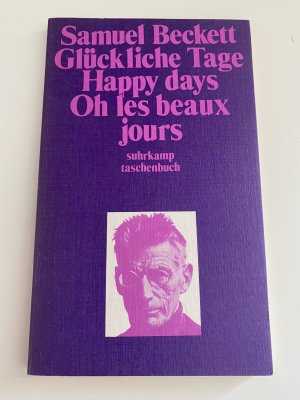 Samuel Beckett
Glückliche Tage
Happy days
Oh les beaux
jours
suhrkamp
taschenbuch